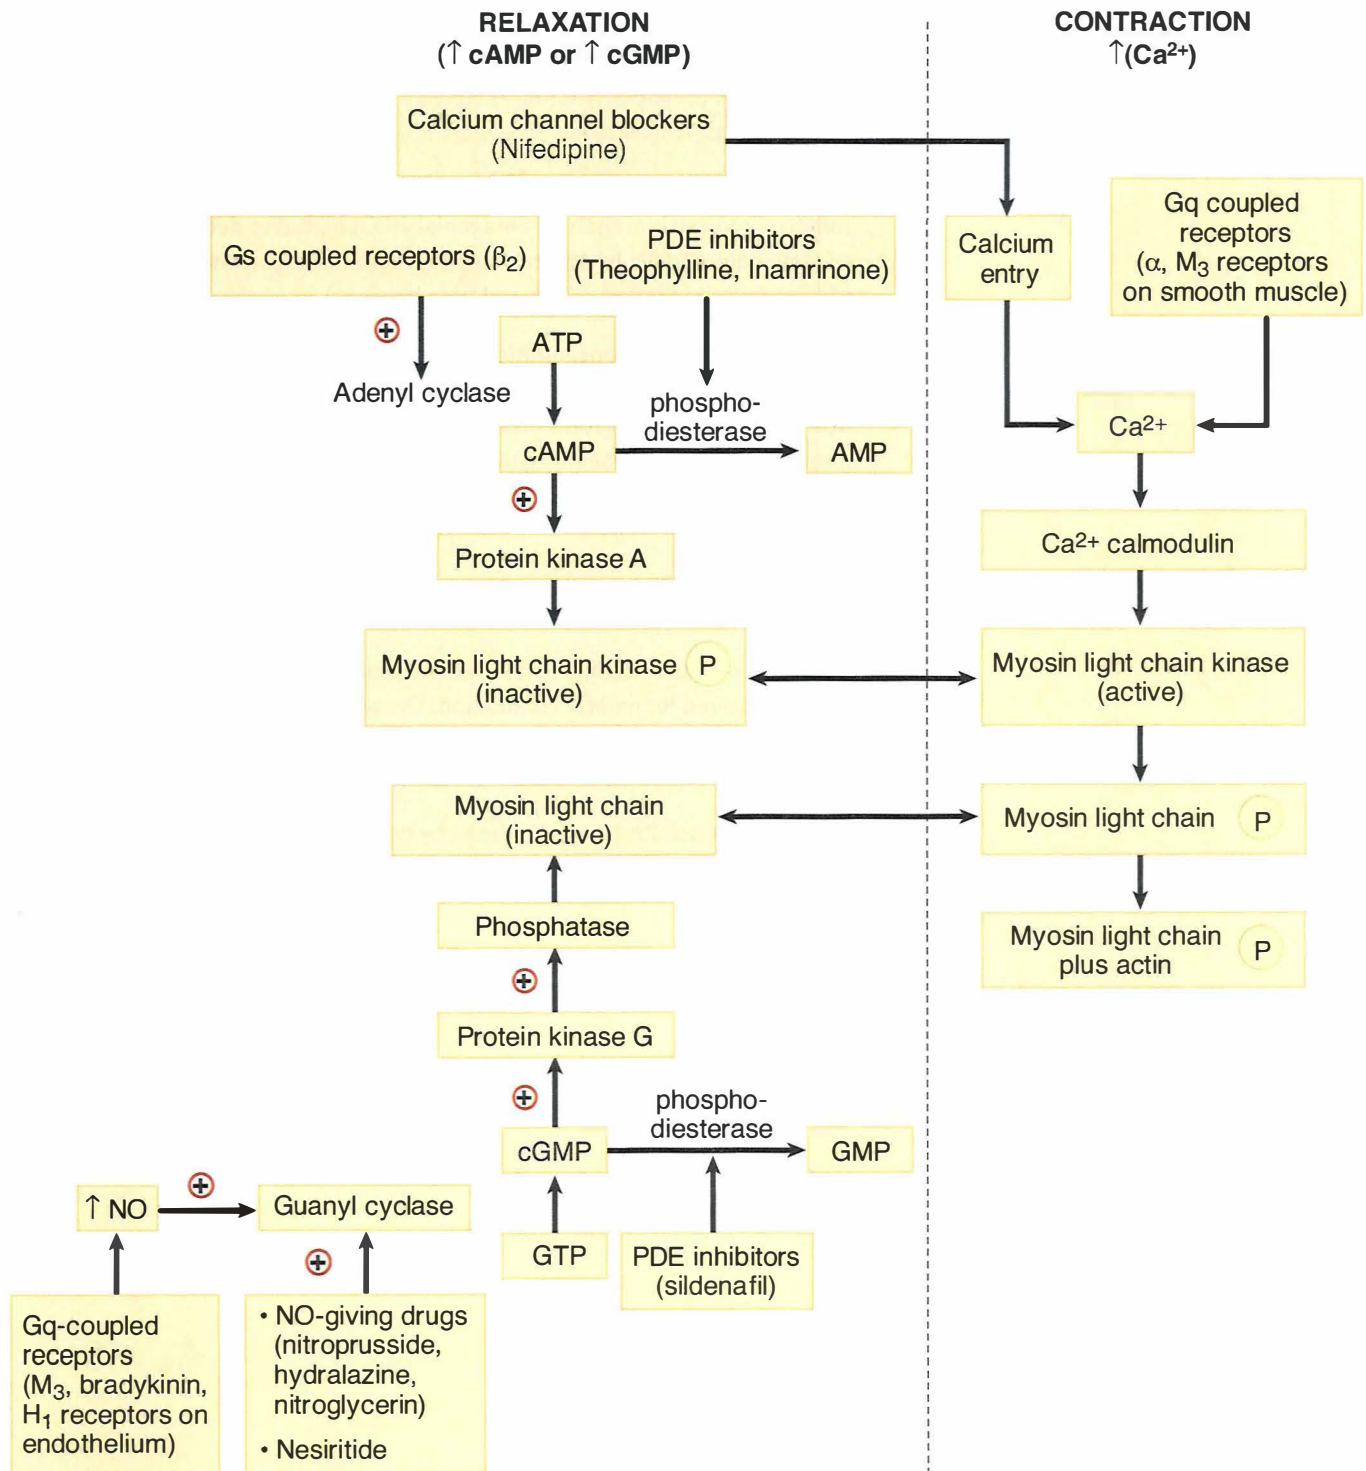 RELAXATION
(↑ cAMP or ↑ cGMP)
CONTRACTION
↑(Ca²⁺)
Calcium channel blockers
(Nifedipine)
Gs coupled receptors (β₂)
PDE inhibitors
(Theophylline, Inamrinone)
Calcium
entry
Gq coupled
receptors
(α, M₃ receptors
on smooth muscle)
ATP
Adenyl cyclase
phospho-
diesterase
cAMP
AMP
Ca²⁺
Protein kinase A
Ca²⁺ calmodulin
Myosin light chain kinase P
(inactive)
Myosin light chain kinase
(active)
Myosin light chain
(inactive)
Myosin light chain P
Phosphatase
Myosin light chain P
plus actin
Protein kinase G
phospho-
diesterase
cGMP
GMP
↑ NO
Guanyl cyclase
GTP
PDE inhibitors
(sildenafil)
Gq-coupled
receptors
(M₃, bradykinin,
H₁ receptors on
endothelium)
• NO-giving drugs
(nitroprusside,
hydralazine,
nitroglycerin)
• Nesiritide